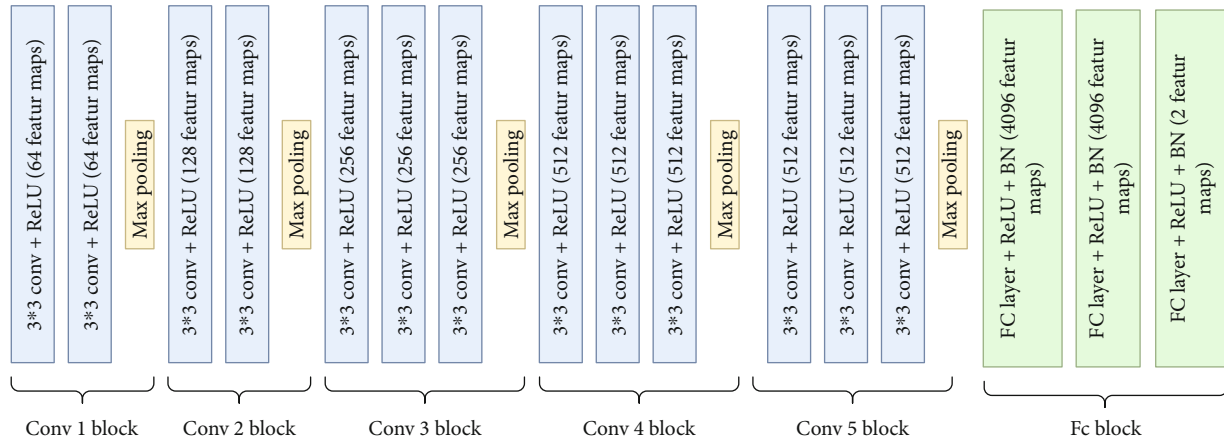 3*3 conv + ReLU (64 featur maps)
3*3 conv + ReLU (64 featur maps)
Max pooling
3*3 conv + ReLU (128 featur maps)
3*3 conv + ReLU (128 featur maps)
Max pooling
3*3 conv + ReLU (256 featur maps)
3*3 conv + ReLU (256 featur maps)
3*3 conv + ReLU (256 featur maps)
Max pooling
3*3 conv + ReLU (512 featur maps)
3*3 conv + ReLU (512 featur maps)
3*3 conv + ReLU (512 featur maps)
Max pooling
3*3 conv + ReLU (512 featur maps)
3*3 conv + ReLU (512 featur maps)
3*3 conv + ReLU (512 featur maps)
Max pooling
FC layer + ReLU + BN (4096 featur
maps)
FC layer + ReLU + BN (4096 featur
maps)
FC layer + ReLU + BN (2 featur
maps)
Conv 1 block
Conv 2 block
Conv 3 block
Conv 4 block
Conv 5 block
Fc block